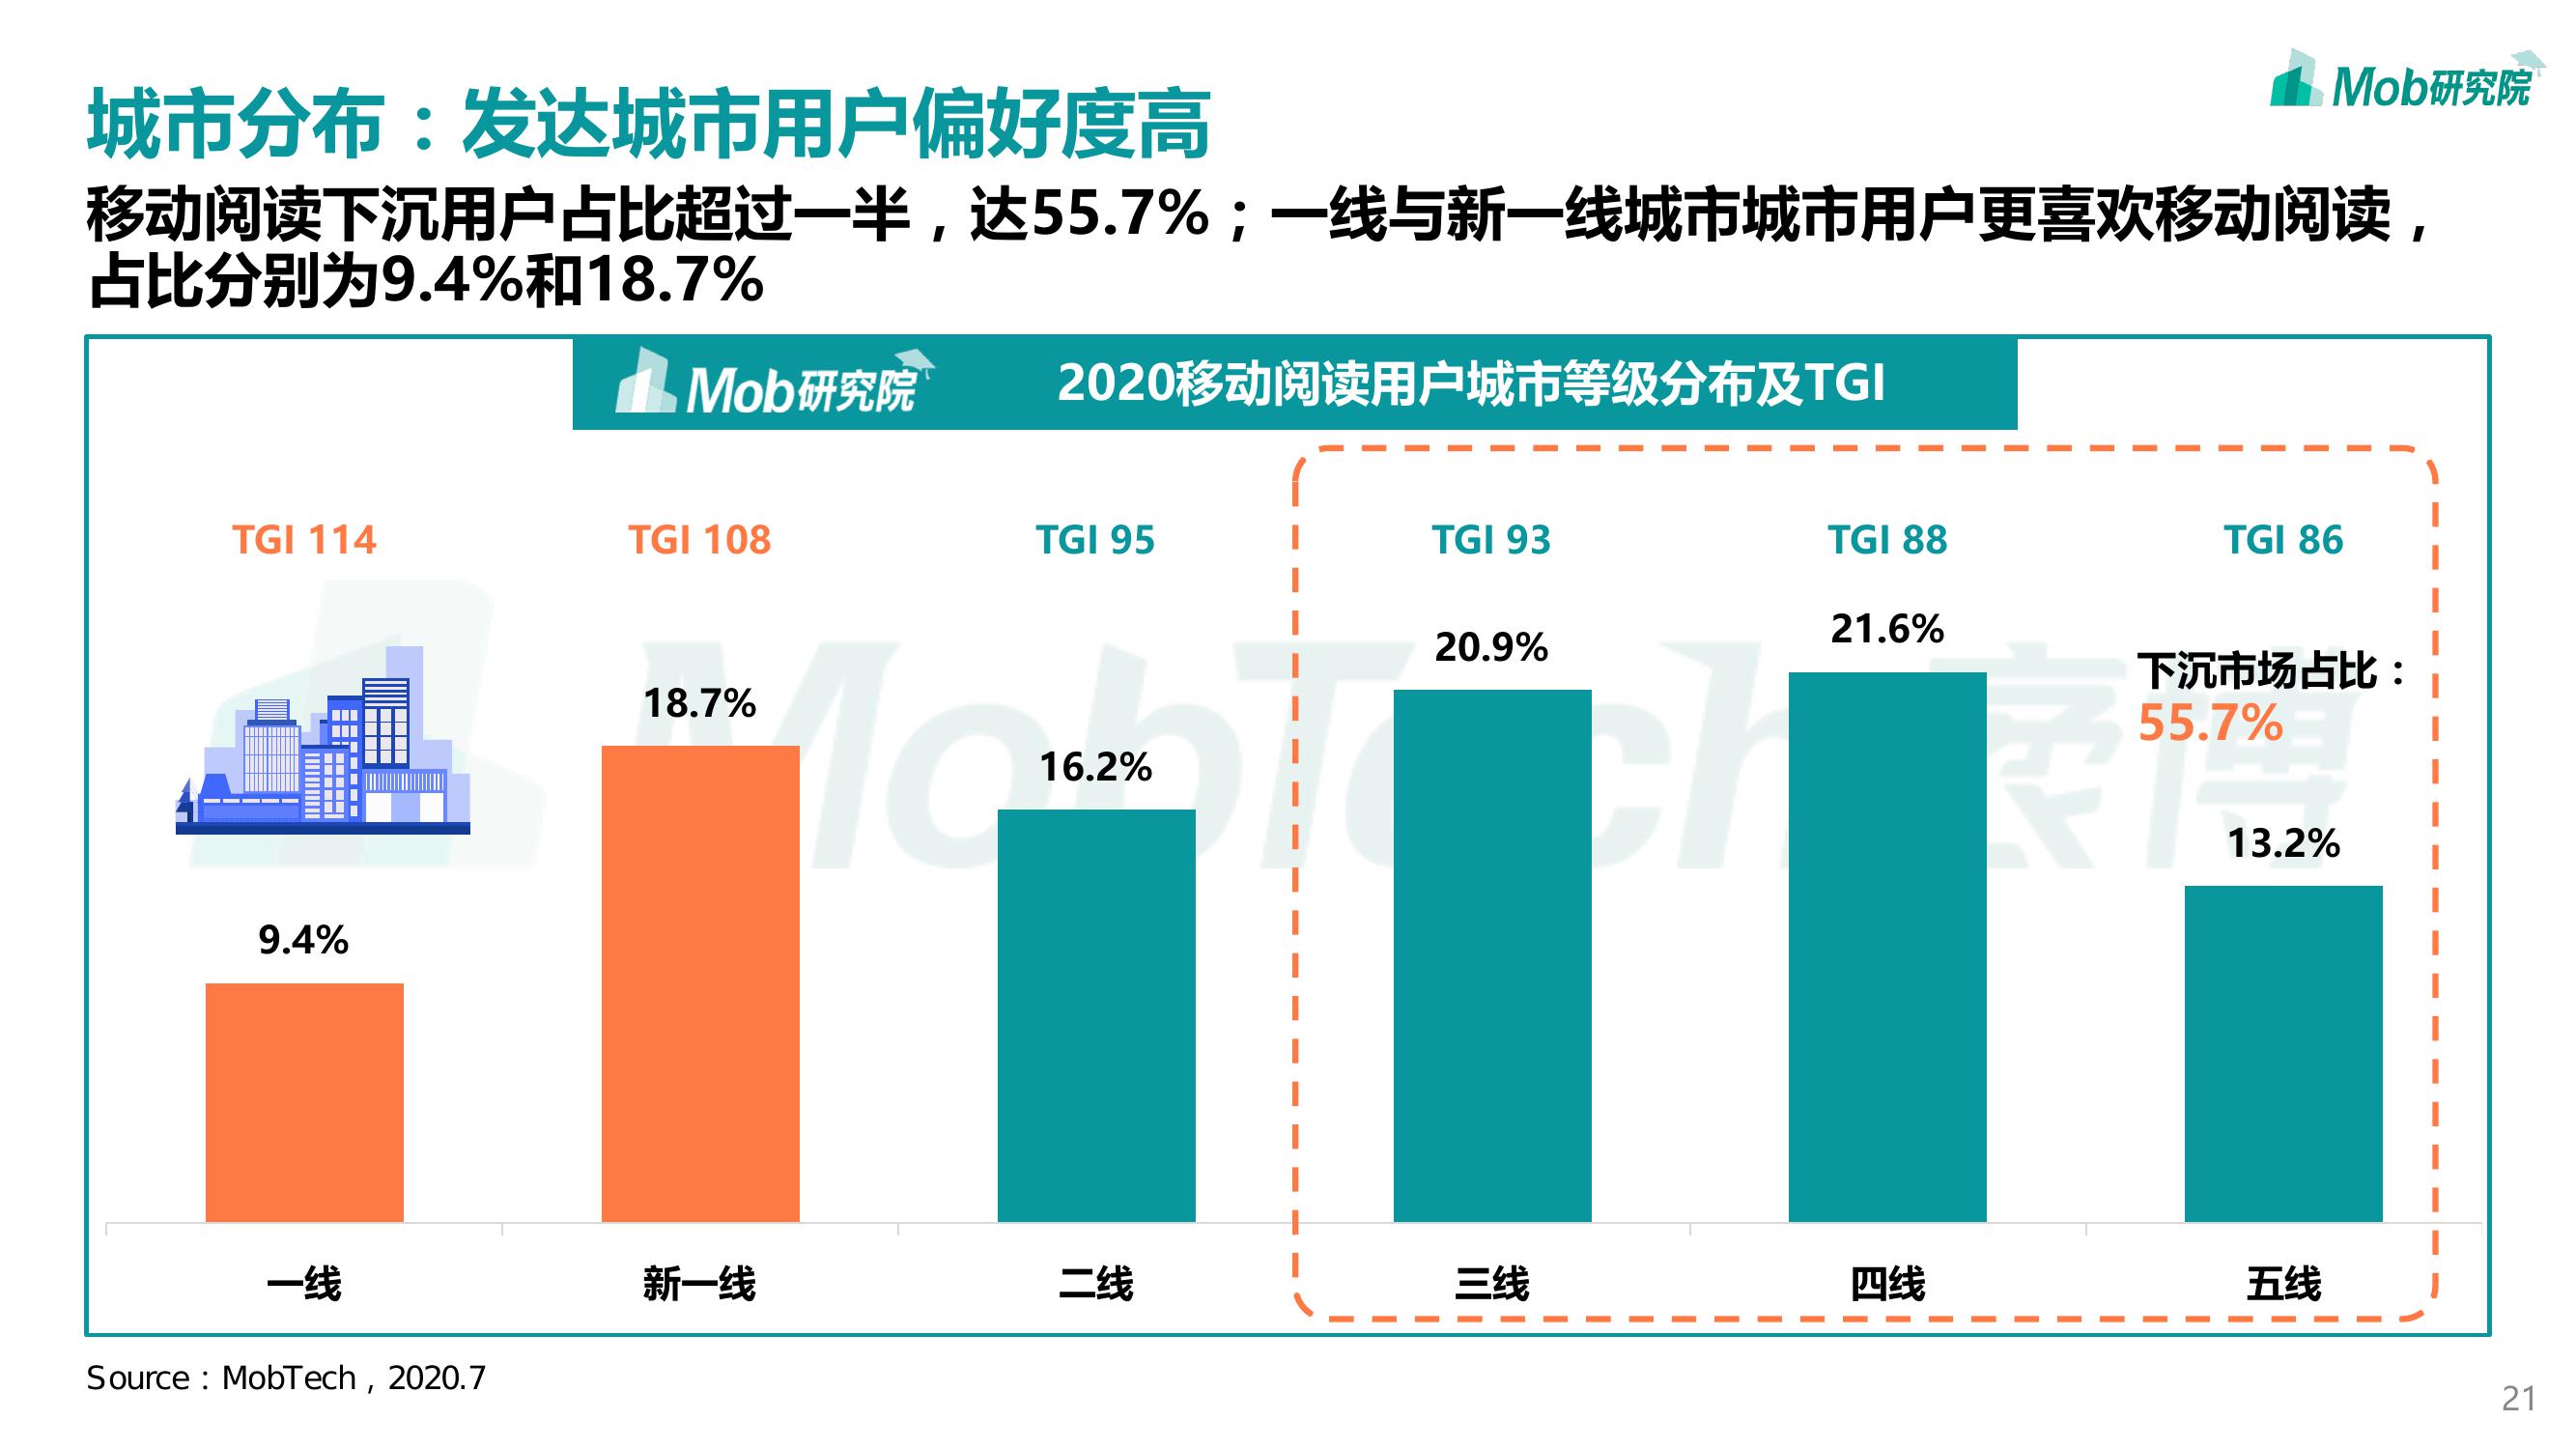 Mob研究院
城市分布：发达城市用户偏好度高
移动阅读下沉用户占比超过一半，达55.7%；一线与新一线城市城市用户更喜欢移动阅读，
占比分别为9.4%和18.7%
Mob研究院 2020移动阅读用户城市等级分布及TGI
TGI 114 TGI 108 TGI 95 TGI 93 TGI 88 TGI 86
MobTech 袤博
9.4% 18.7% 16.2% 20.9% 21.6% 13.2%
下沉市场占比：
55.7%
一线 新一线 二线 三线 四线 五线
Source：MobTech，2020.7
21